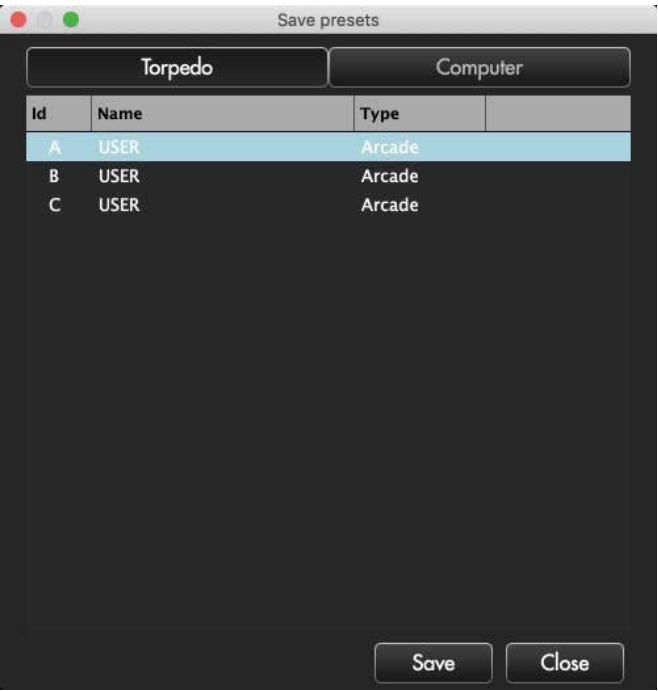 Save presets
Torpedo Computer
Id Name Type
A USER Arcade
B USER Arcade
C USER Arcade
Save Close